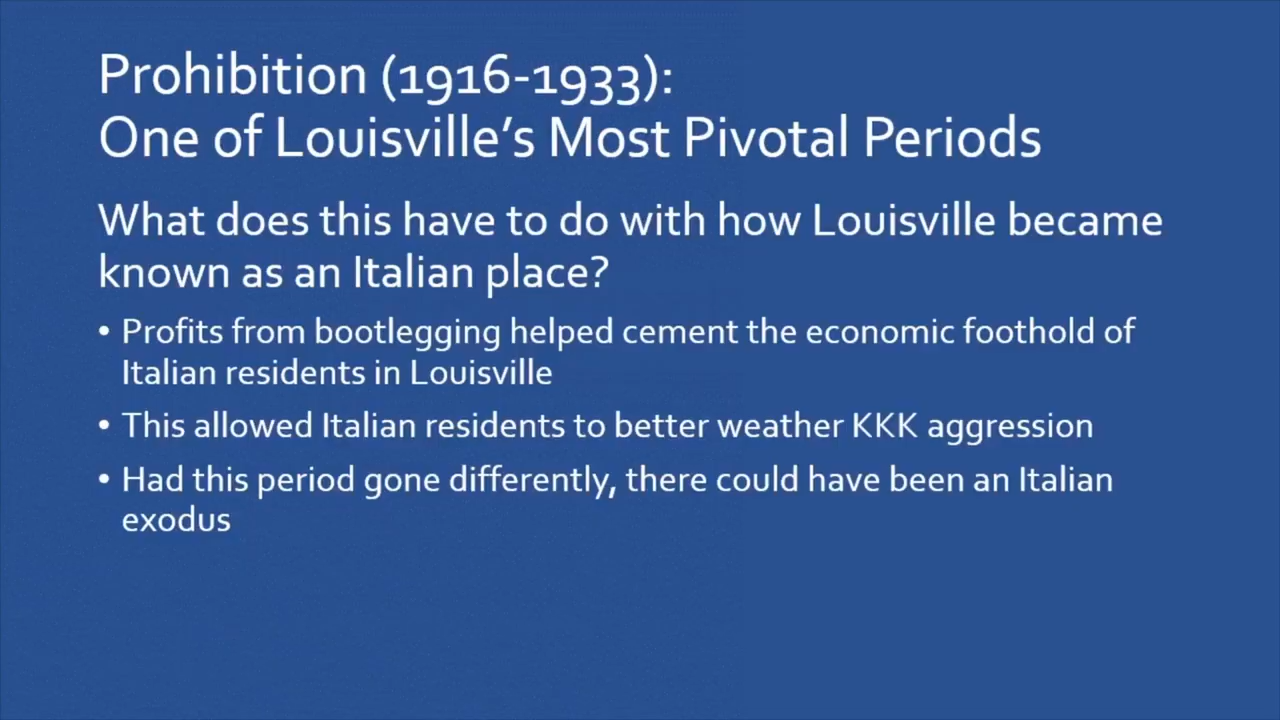 Prohibition (1916-1933):
One of Louisville's Most Pivotal Periods
What does this have to do with how Louisville became
known as an Italian place?
• Profits from bootlegging helped cement the economic foothold of
Italian residents in Louisville
• This allowed Italian residents to better weather KKK aggression
• Had this period gone differently, there could have been an Italian
exodus